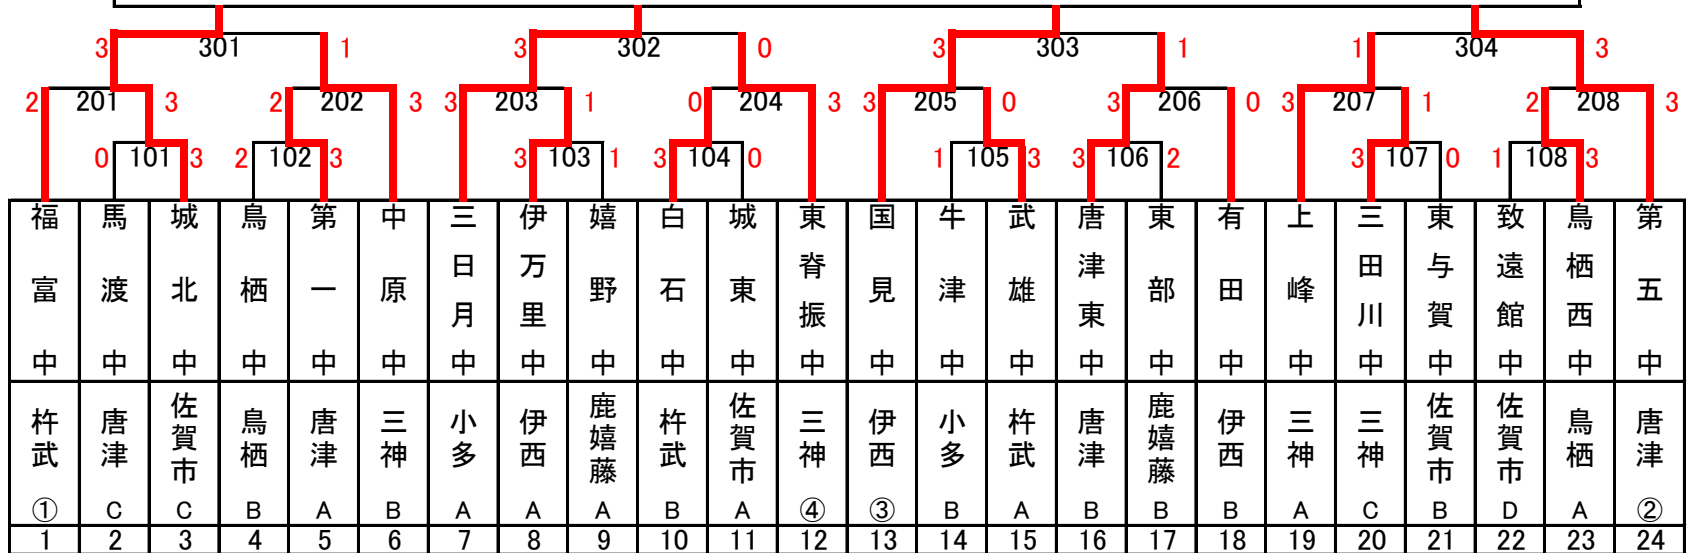 3 301 1 3 302 0 3 303 1 1 304 3
2 201 3 2 202 3 3 203 1 0 204 3 3 205 0 3 206 0 3 207 1 2 208 3
0 101 3 2 102 3 3 103 1 3 104 0 1 105 3 3 106 2 3 107 0 1 108 3
福富中 馬渡中 城北中 鳥栖中 第一中 中原中 三日月中 伊万里中 嬉野中 白石中 城東中 東脊振中 国見中 牛津中 武雄中 唐津東中 東部中 有田中 上峰中 三田川中 東与賀中 致遠館中 鳥栖西中 第五中
杵武 唐津 佐賀市 鳥栖 唐津 三神 小多 伊西 鹿嬉藤 杵武 佐賀市 三神 伊西 小多 杵武 唐津 鹿嬉藤 伊西 三神 三神 佐賀市 佐賀市 鳥栖 唐津
① C C B A B A A A B A ④ ③ B A B B B A C B D A ②
1 2 3 4 5 6 7 8 9 10 11 12 13 14 15 16 17 18 19 20 21 22 23 24